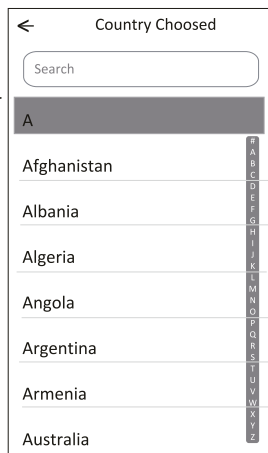 Country Choosed
Search
A
Afghanistan
Albania
Algeria
Angola
Argentina
Armenia
Australia
#
A
B
C
D
E
F
G
H
I
J
K
L
M
N
O
P
Q
R
S
T
U
V
W
X
Y
Z